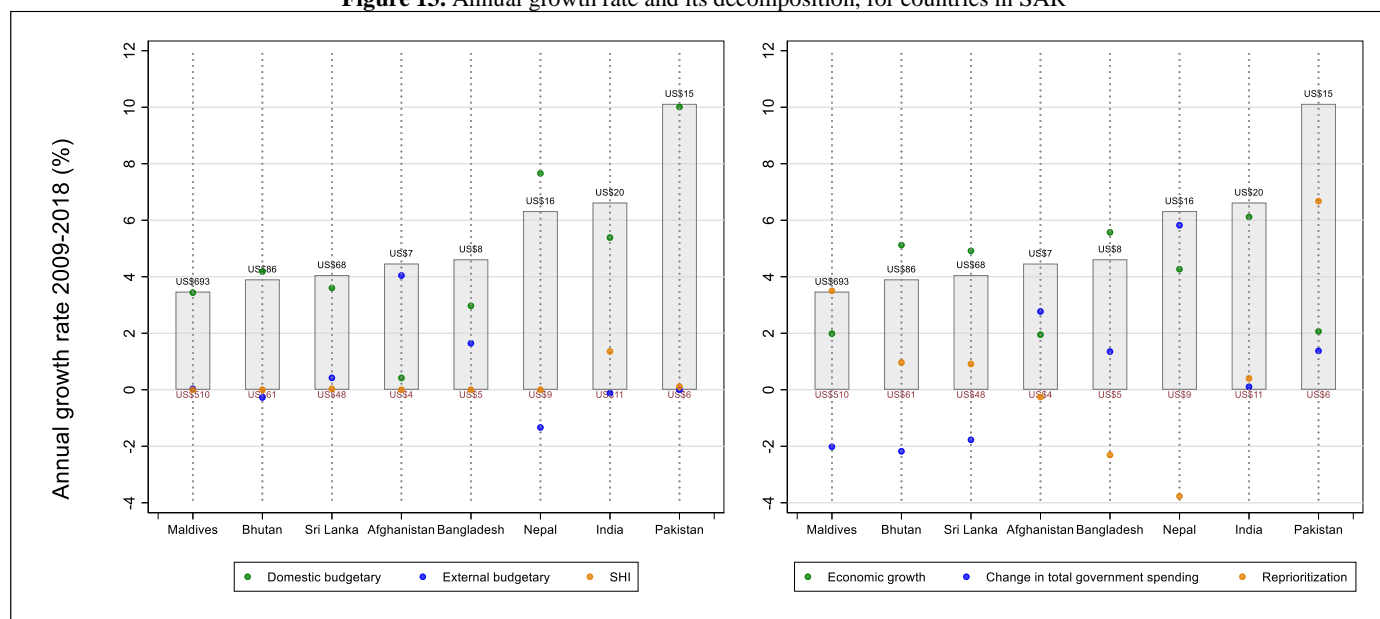 Figure 13. Annual growth rate and its decomposition, for countries in SAR
Annual growth rate 2009-2018 (%)
12
10
8
6
4
2
0
-2
-4
US$693
US$86
US$68
US$7
US$8
US$16
US$20
US$15
US$510
US$61
US$48
US$4
US$5
US$9
US$11
US$6
Maldives Bhutan Sri Lanka Afghanistan Bangladesh Nepal India Pakistan
Domestic budgetary External budgetary SHI
12
10
8
6
4
2
0
-2
-4
US$693
US$86
US$68
US$7
US$8
US$16
US$20
US$15
US$510
US$61
US$48
US$4
US$5
US$9
US$11
US$6
Maldives Bhutan Sri Lanka Afghanistan Bangladesh Nepal India Pakistan
Economic growth Change in total government spending Reprioritization